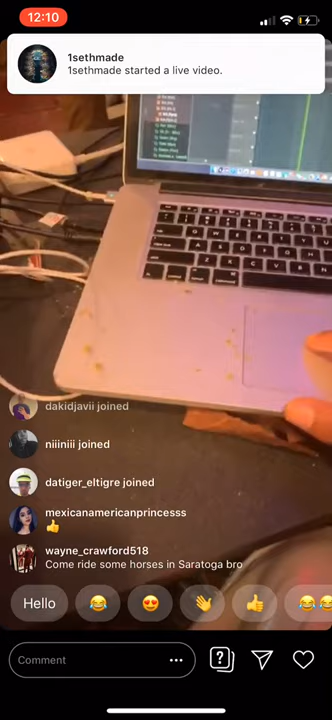 12:10
1sethmade
1sethmade started a live video.
dakidjavii joined
niiniii joined
datiger_eltigre joined
mexicanamericanprincesss
👍
wayne_crawford518
Come ride some horses in Saratoga bro
Hello
Comment
?